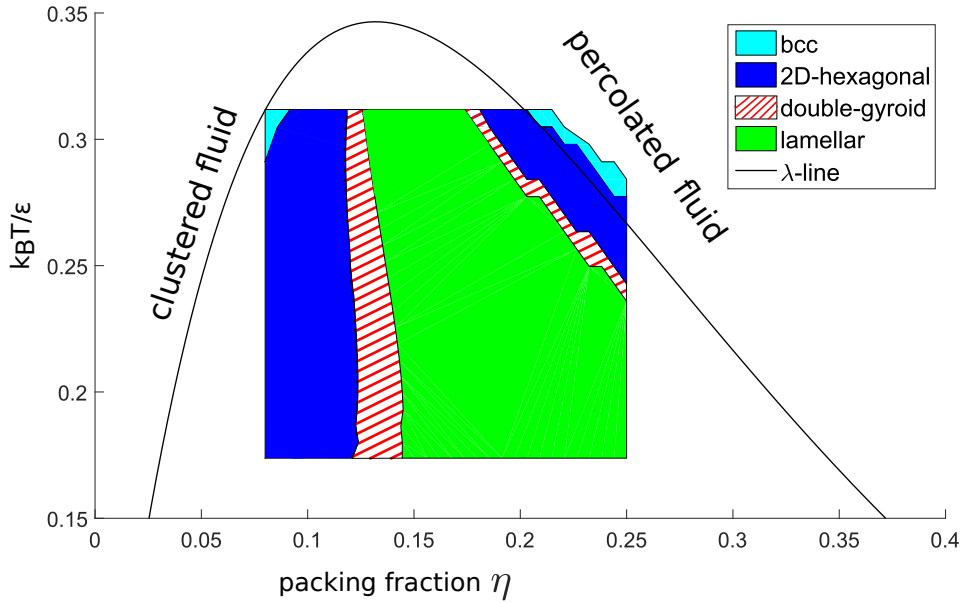 0.35
0.3
0.25
0.2
0.15
kBT/ε
clustered fluid
percolated fluid
bcc
2D-hexagonal
double-gyroid
lamellar
λ-line
0
0.05
0.1
0.15
0.2
0.25
0.3
0.35
0.4
packing fraction η